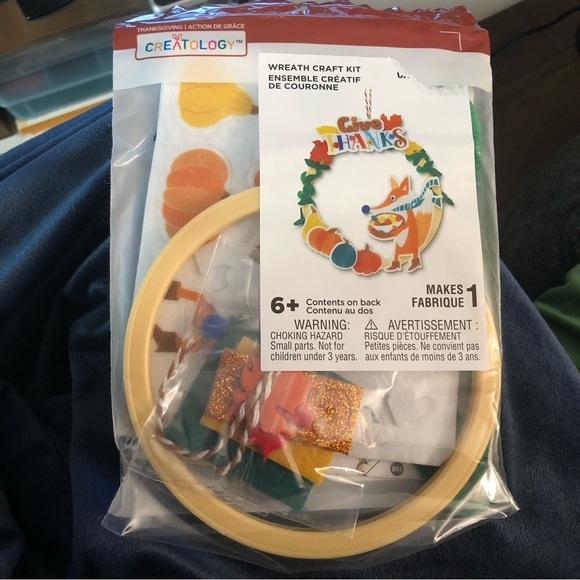 THANKSGIVING | ACTION DE GRÂCE
CREATOLOGY™
WREATH CRAFT KIT
ENSEMBLE CRÉATIF
DE COURONNE
Give
THANKS
6+ Contents on back
Contenu au dos
MAKES
FABRIQUE 1
WARNING:
CHOKING HAZARD
Small parts. Not for
children under 3 years.
AVERTISSEMENT :
RISQUE D'ÉTOUFFEMENT
Petites pièces. Ne convient pas
aux enfants de moins de 3 ans.